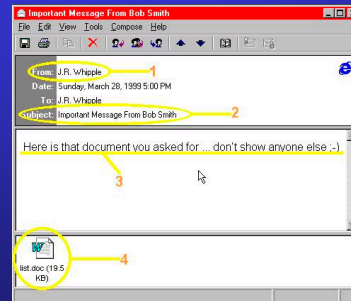 Important Message From Bob Smith
File Edit View Tools Compose Help
From: J.R. Whipple 1
Date: Sunday, March 28, 1999 5:00 PM
To: J.R. Whipple
Subject: Important Message From Bob Smith 2
Here is that document you asked for ... don't show anyone else ;-)
3
4
list.doc (19.5
KB)